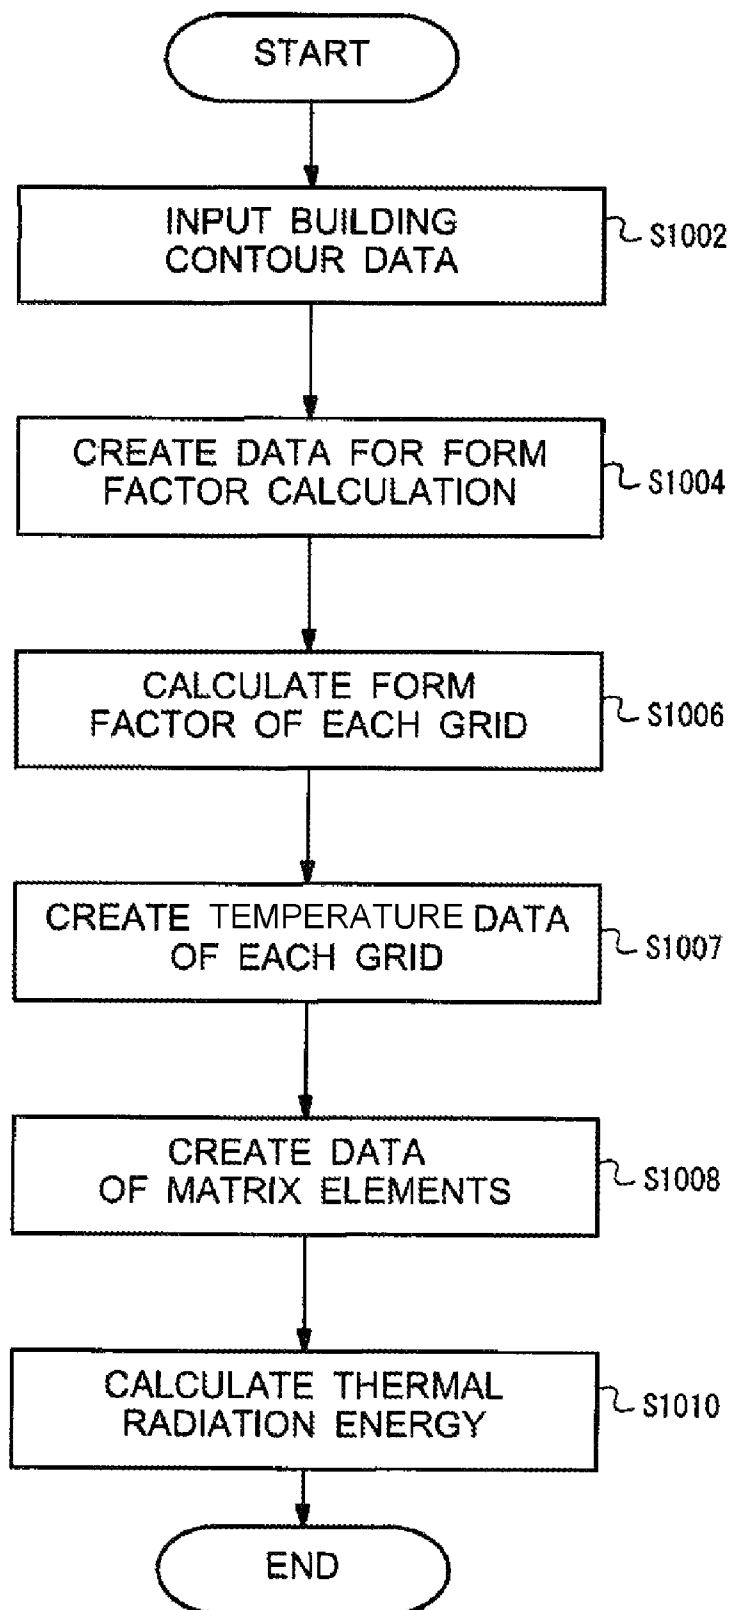 START
INPUT BUILDING
CONTOUR DATA
S1002
CREATE DATA FOR FORM
FACTOR CALCULATION
S1004
CALCULATE FORM
FACTOR OF EACH GRID
S1006
CREATE TEMPERATURE DATA
OF EACH GRID
S1007
CREATE DATA
OF MATRIX ELEMENTS
S1008
CALCULATE THERMAL
RADIATION ENERGY
S1010
END